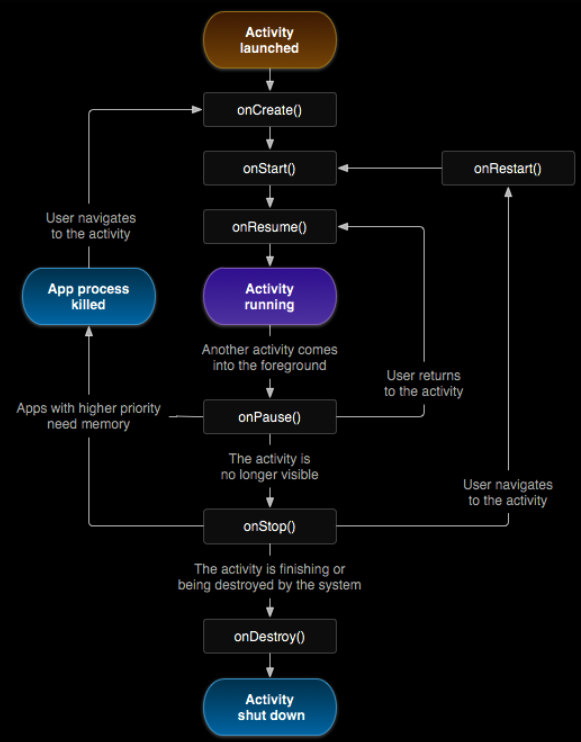 Activity
launched
onCreate()
onStart()
onRestart()
User navigates
to the activity
onResume()
App process
killed
Activity
running
Another activity comes
into the foreground
User returns
to the activity
Apps with higher priority
need memory
onPause()
The activity is
no longer visible
User navigates
to the activity
onStop()
The activity is finishing or
being destroyed by the system
onDestroy()
Activity
shut down